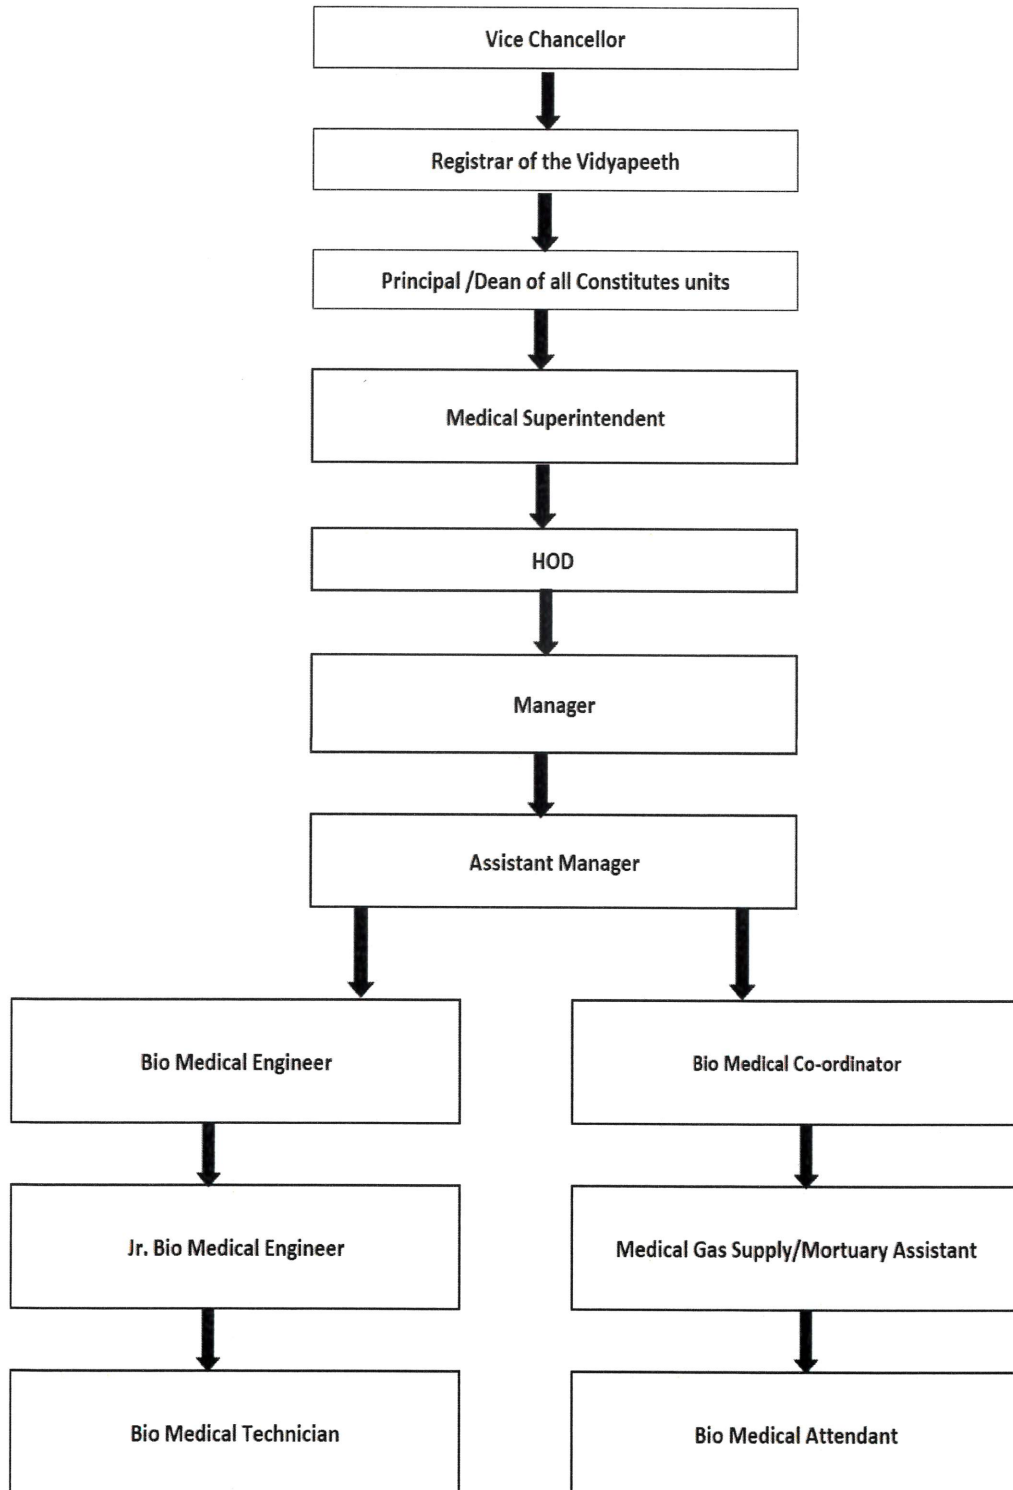 Vice Chancellor
Registrar of the Vidyapeeth
Principal /Dean of all Constitutes units
Medical Superintendent
HOD
Manager
Assistant Manager
Bio Medical Engineer
Bio Medical Co-ordinator
Jr. Bio Medical Engineer
Medical Gas Supply/Mortuary Assistant
Bio Medical Technician
Bio Medical Attendant